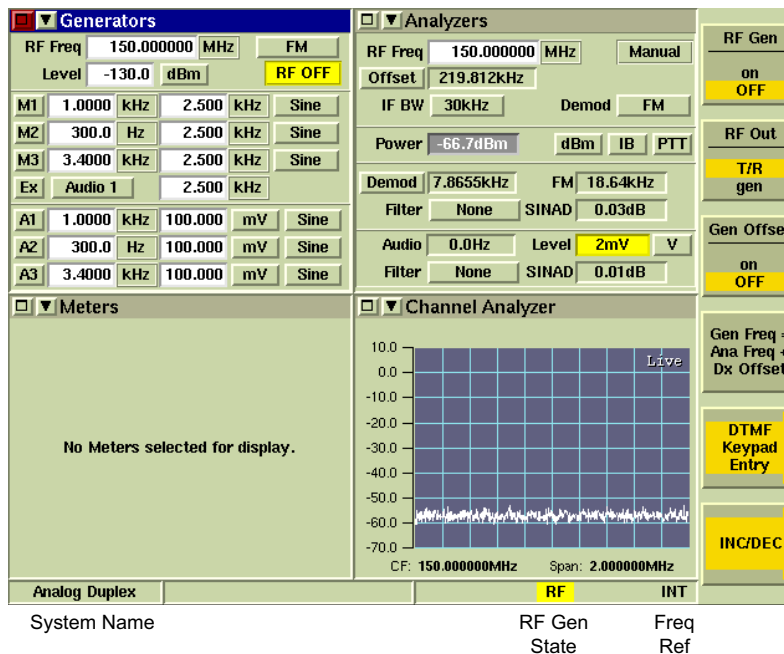 Generators
RF Freq 150.000000 MHz FM
Level -130.0 dBm RF OFF
M1 1.0000 kHz 2.500 kHz Sine
M2 300.0 Hz 2.500 kHz Sine
M3 3.4000 kHz 2.500 kHz Sine
Ex Audio 1 2.500 kHz
A1 1.0000 kHz 100.000 mV Sine
A2 300.0 Hz 100.000 mV Sine
A3 3.4000 kHz 100.000 mV Sine
Analyzers
RF Freq 150.000000 MHz Manual
Offset 219.812kHz
IF BW 30kHz Demod FM
Power -66.7dBm dBm IB PTT
Demod 7.8655kHz FM 18.64kHz
Filter None SINAD 0.03dB
Audio 0.0Hz Level 2mV V
Filter None SINAD 0.01dB
Meters
No Meters selected for display.
Channel Analyzer
Live
10.0
0.0
-10.0
-20.0
-30.0
-40.0
-50.0
-60.0
-70.0
CF: 150.000000MHz Span: 2.000000MHz
RF Gen
on
OFF
RF Out
T/R
gen
Gen Offse
on
OFF
Gen Freq =
Ana Freq +
Dx Offset
DTMF
Keypad
Entry
INC/DEC
Analog Duplex RF INT
System Name RF Gen Freq
State Ref